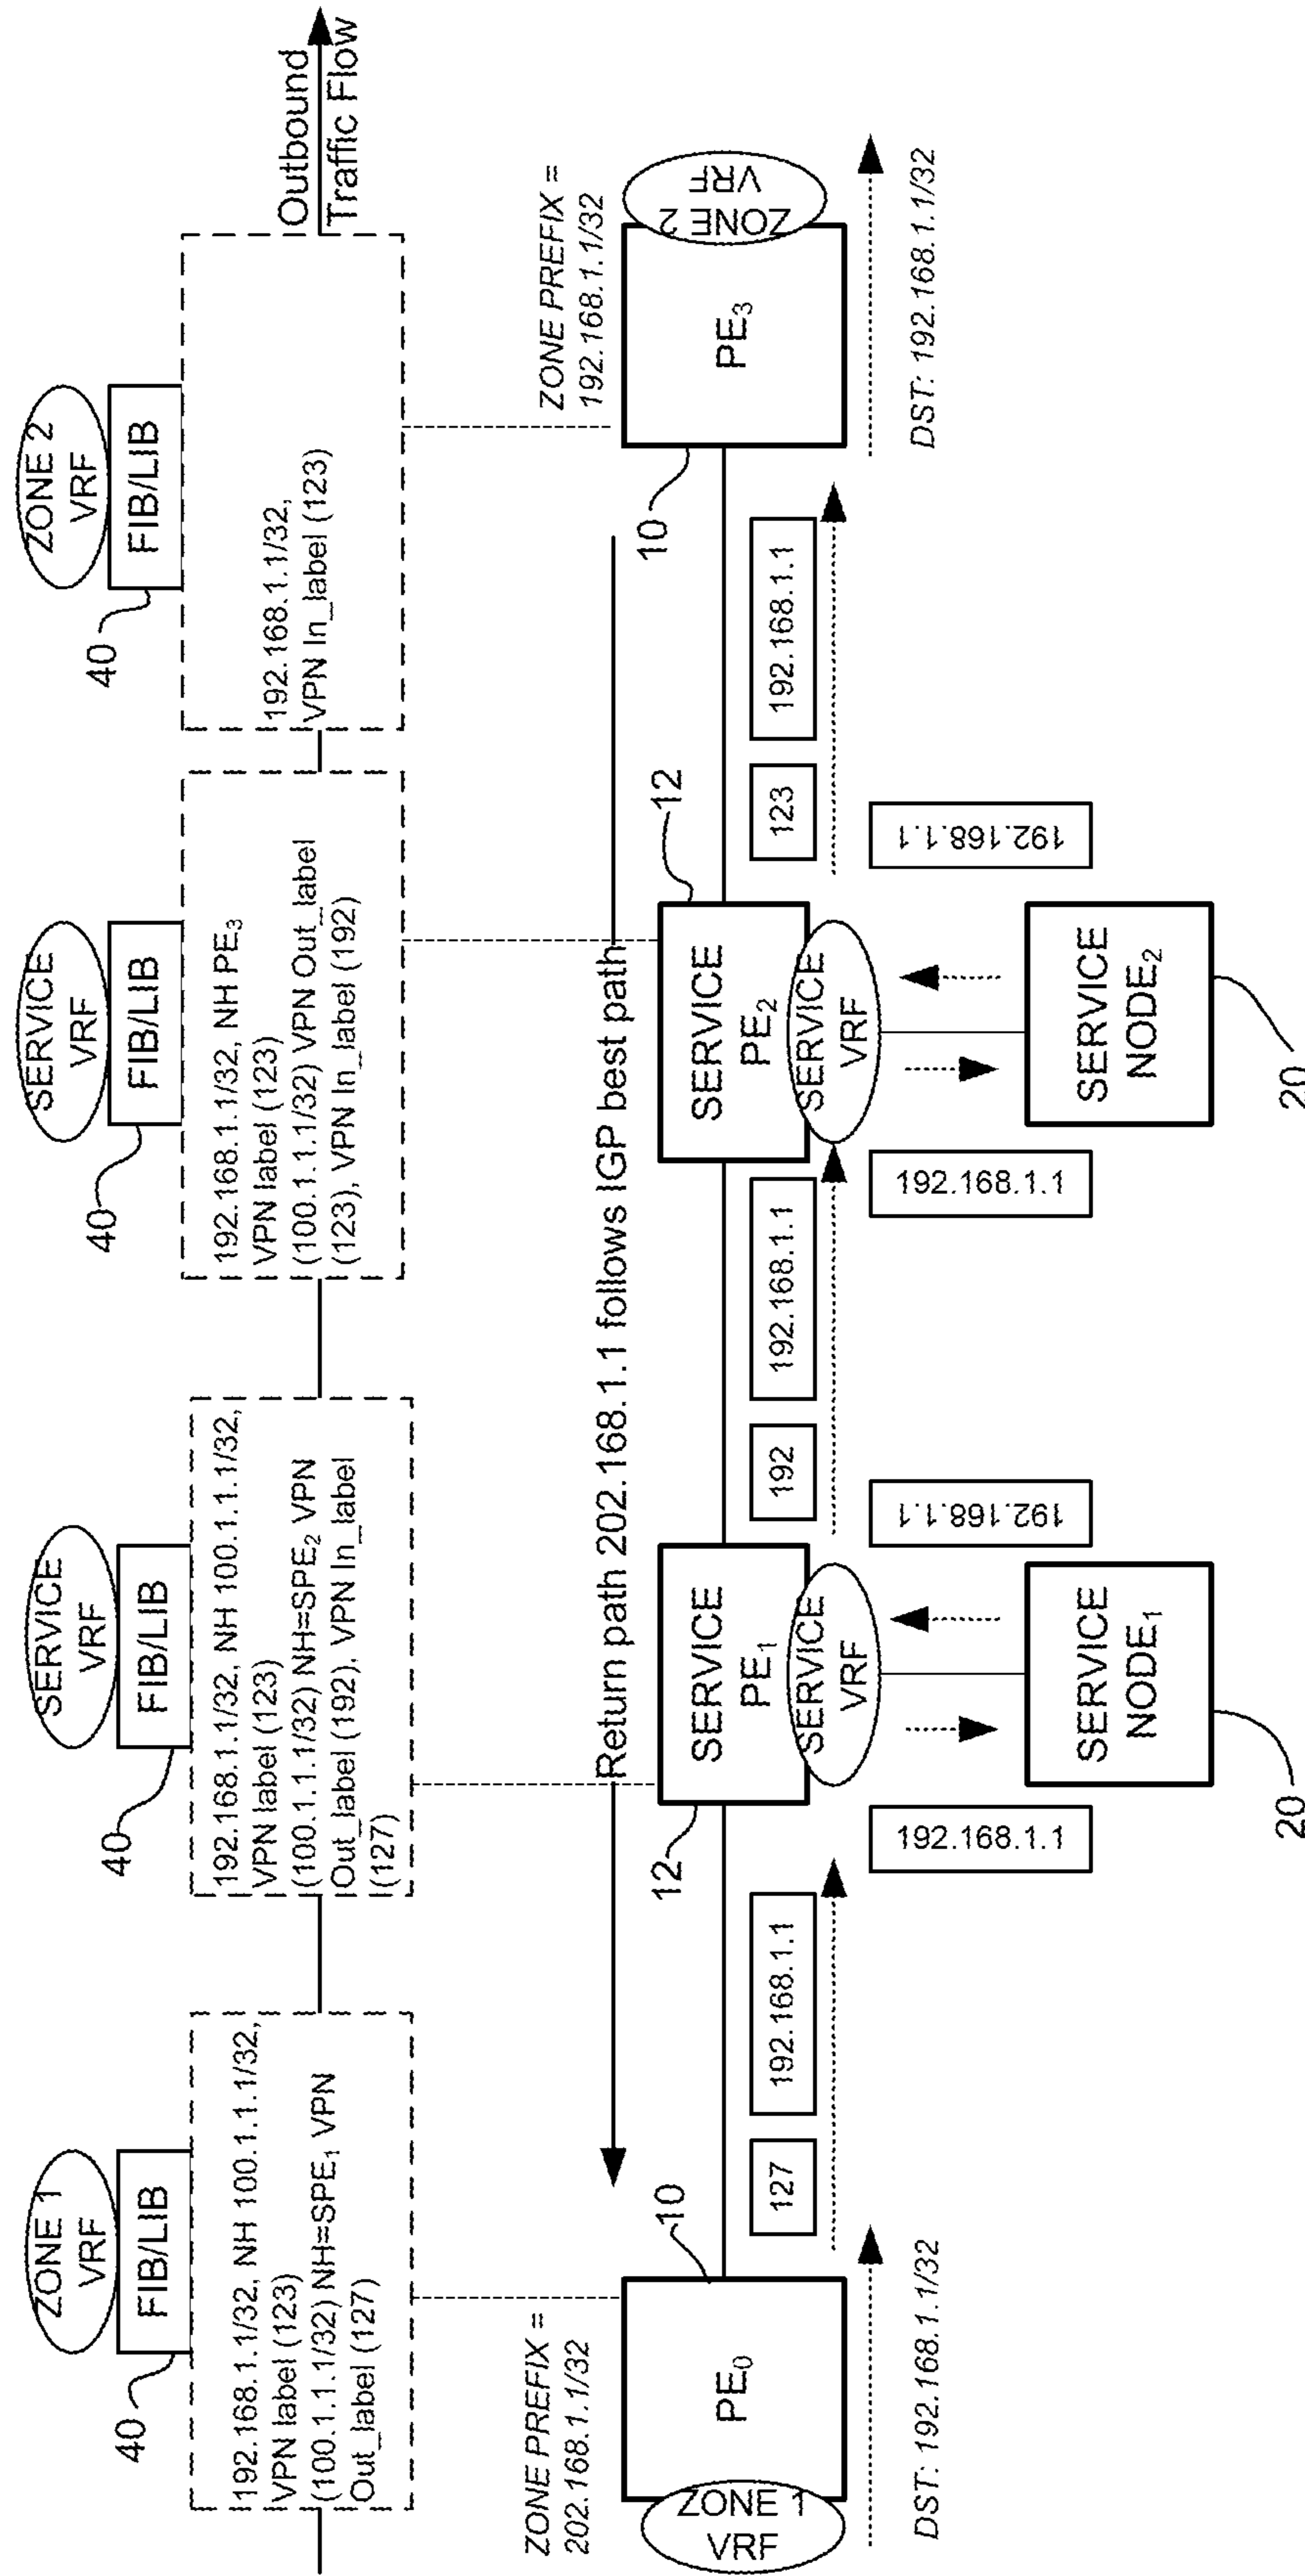 ZONE 1
VRF
FIB/LIB
40
192.168.1.1/32, NH 100.1.1.1/32,
VPN label (123)
(100.1.1.1/32) NH=SPE₁ VPN
Out_label (127)
SERVICE
VRF
FIB/LIB
40
192.168.1.1/32, NH 100.1.1.1/32,
VPN label (123)
(100.1.1.1/32) NH=SPE₂ VPN
Out_label (192), VPN In_label
(127)
SERVICE
VRF
FIB/LIB
40
192.168.1.1/32, NH PE₃
VPN label (123)
(100.1.1.1/32) VPN Out_label
(123), VPN In_label (192)
ZONE 2
VRF
FIB/LIB
40
192.168.1.1/32,
VPN In_label (123)
Outbound
Traffic Flow
Return path 202.168.1.1 follows IGP best path
ZONE PREFIX =
202.168.1.1/32
10
PE₀
ZONE 1
VRF
DST: 192.168.1.1/32
127
192.168.1.1
12
SERVICE
PE₁
SERVICE
VRF
192.168.1.1
192.168.1.1
SERVICE
NODE₁
20
192
192.168.1.1
12
SERVICE
PE₂
SERVICE
VRF
192.168.1.1
192.168.1.1
SERVICE
NODE₂
20
123
192.168.1.1
ZONE PREFIX =
192.168.1.1/32
10
PE₃
ZONE 2
VRF
DST: 192.168.1.1/32